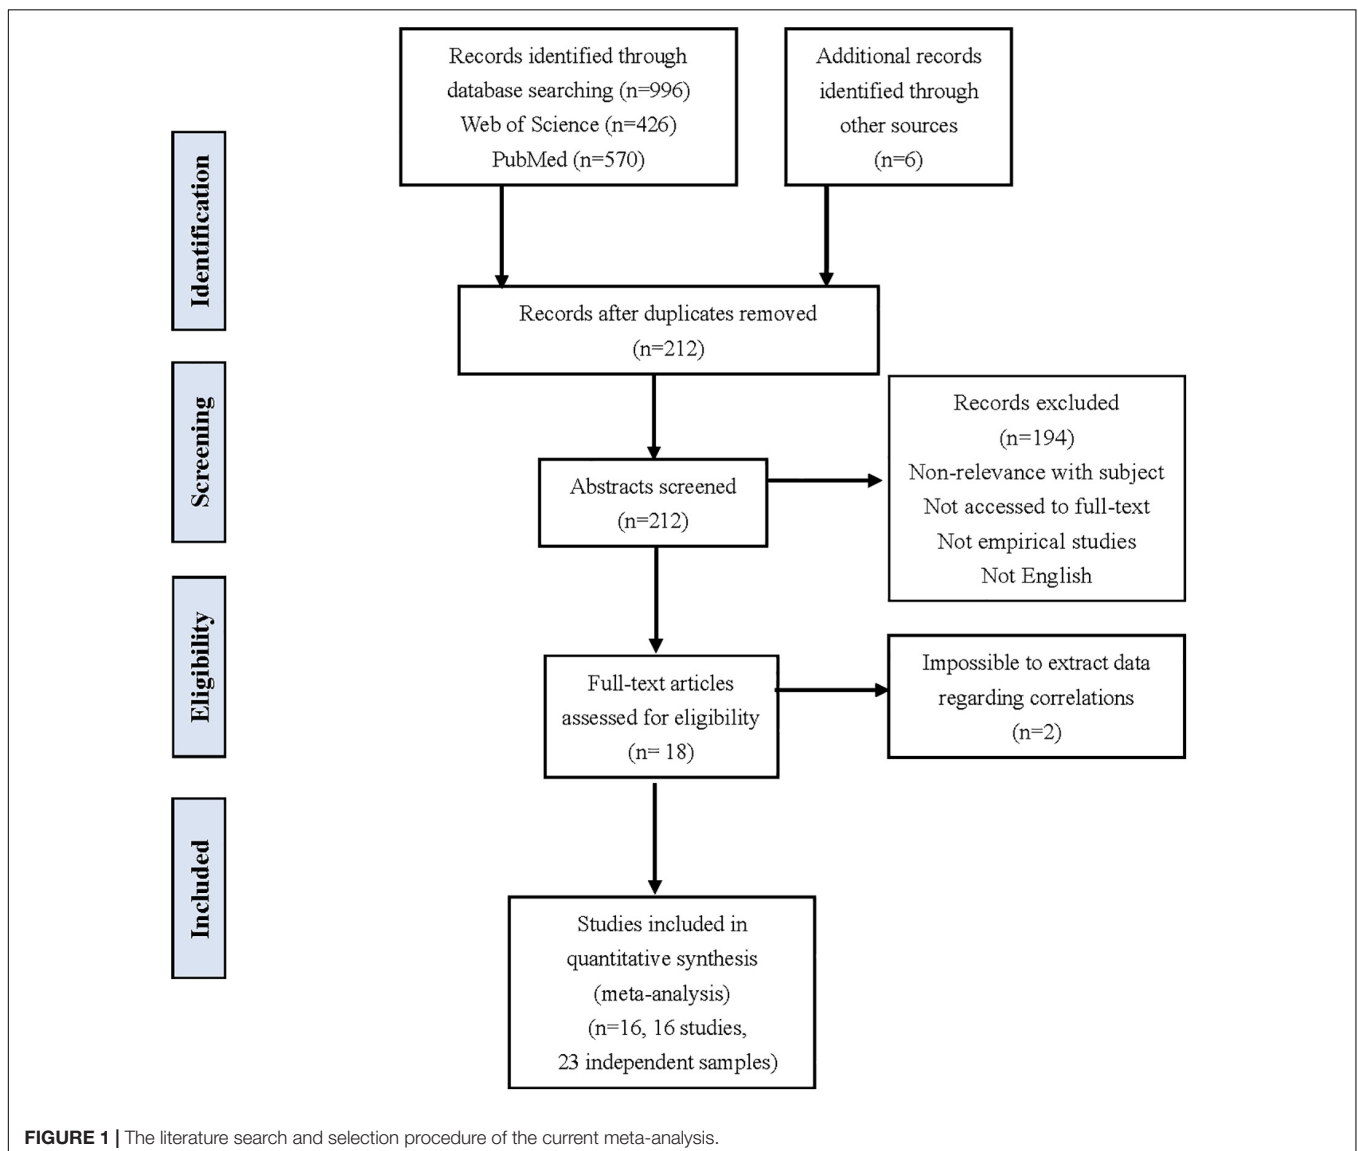 Records identified through
database searching (n=996)
Web of Science (n=426)
PubMed (n=570)
Additional records
identified through
other sources
(n=6)
Identification
Records after duplicates removed
(n=212)
Screening
Abstracts screened
(n=212)
Records excluded
(n=194)
Non-relevance with subject
Not accessed to full-text
Not empirical studies
Not English
Eligibility
Full-text articles
assessed for eligibility
(n= 18)
Impossible to extract data
regarding correlations
(n=2)
Included
Studies included in
quantitative synthesis
(meta-analysis)
(n=16, 16 studies,
23 independent samples)
FIGURE 1 | The literature search and selection procedure of the current meta-analysis.